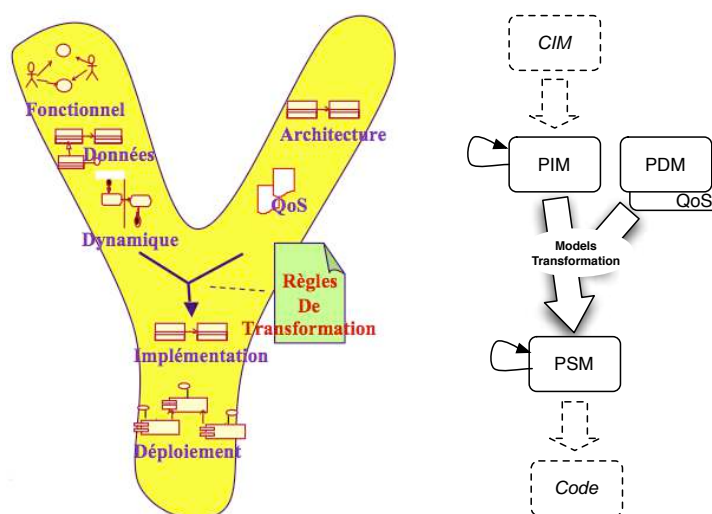 Fonctionnel
Données
Dynamique
Architecture
QoS
Règles
De
Transformation
Implémentation
Déploiement
CIM
PIM
PDM
QoS
Models
Transformation
PSM
Code